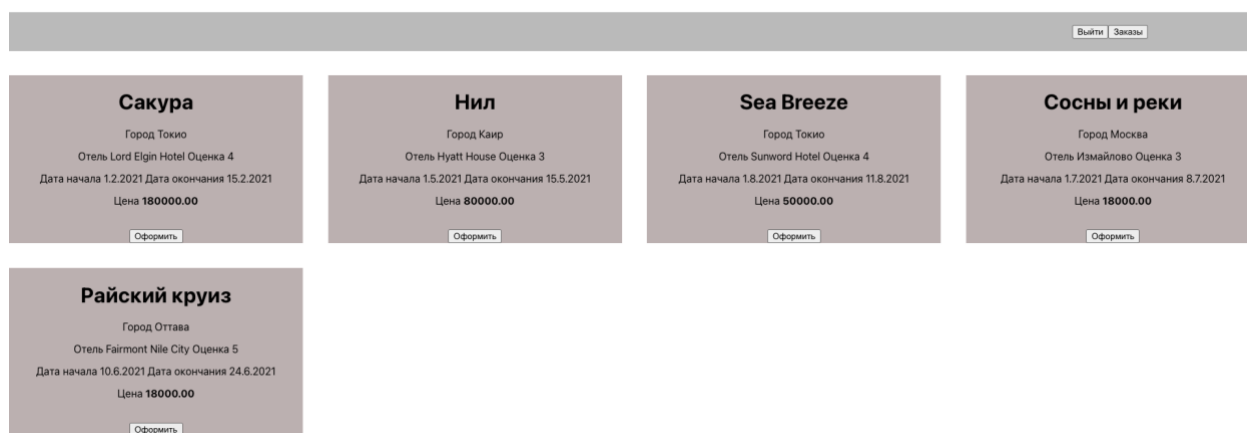 Выйти Заказы
Сакура
Город Токио
Отель Lord Elgin Hotel Оценка 4
Дата начала 1.2.2021 Дата окончания 15.2.2021
Цена 180000.00
Оформить
Нил
Город Каир
Отель Hyatt House Оценка 3
Дата начала 1.5.2021 Дата окончания 15.5.2021
Цена 80000.00
Оформить
Sea Breeze
Город Токио
Отель Sunword Hotel Оценка 4
Дата начала 1.8.2021 Дата окончания 11.8.2021
Цена 50000.00
Оформить
Сосны и реки
Город Москва
Отель Измайлово Оценка 3
Дата начала 1.7.2021 Дата окончания 8.7.2021
Цена 18000.00
Оформить
Райский круиз
Город Оттава
Отель Fairmont Nile City Оценка 5
Дата начала 10.6.2021 Дата окончания 24.6.2021
Цена 18000.00
Оформить